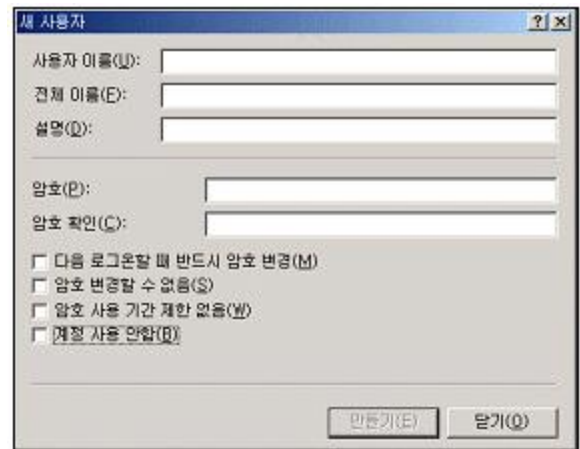 새 사용자
사용자 이름(U):
전체 이름(F):
설명(D):
암호(P):
암호 확인(C):
다음 로그온할 때 반드시 암호 변경(M)
암호 변경할 수 없음(S)
암호 사용 기간 제한 없음(W)
계정 사용 안함(B)
만들기(E) 닫기(O)